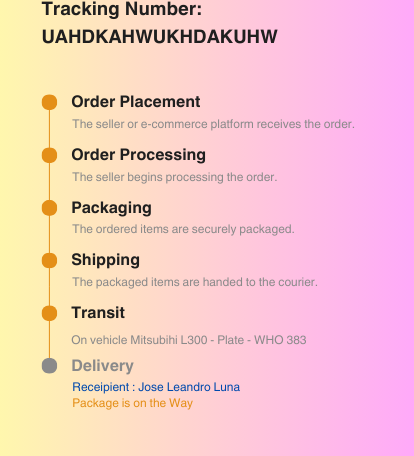 Tracking Number:
UAHDKAHWUKHDAKUHW
Order Placement
The seller or e-commerce platform receives the order.
Order Processing
The seller begins processing the order.
Packaging
The ordered items are securely packaged.
Shipping
The packaged items are handed to the courier.
Transit
On vehicle Mitsubihi L300 - Plate - WHO 383
Delivery
Receipient : Jose Leandro Luna
Package is on the Way